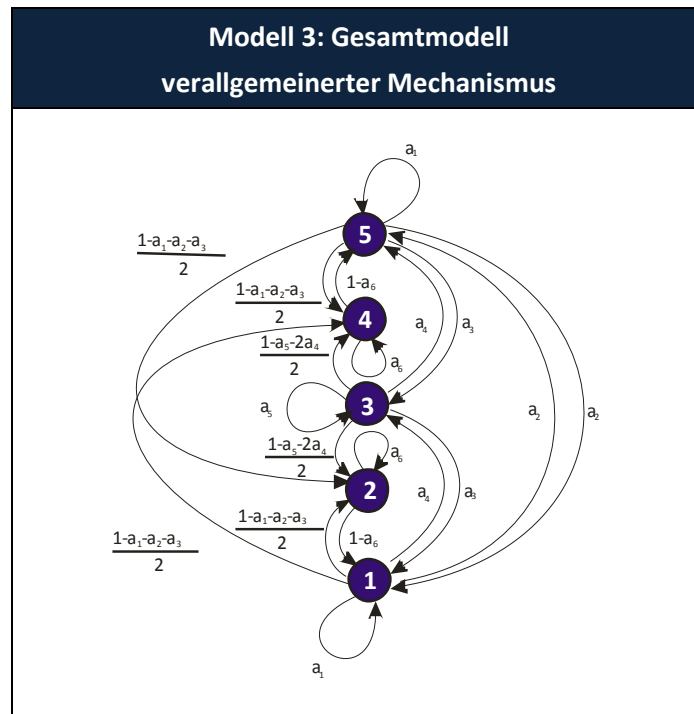 Modell 3: Gesamtmodell
verallgemeinerter Mechanismus
a₁
1-a₁-a₂-a₃
2
5
1-a₆
1-a₁-a₂-a₃
2
4
a₄
a₃
1-a₅-2a₄
2
a₆
a₅
3
a₂
a₂
1-a₅-2a₄
2
a₆
2
a₄
a₃
1-a₁-a₂-a₃
2
1-a₆
1-a₁-a₂-a₃
2
1
a₁